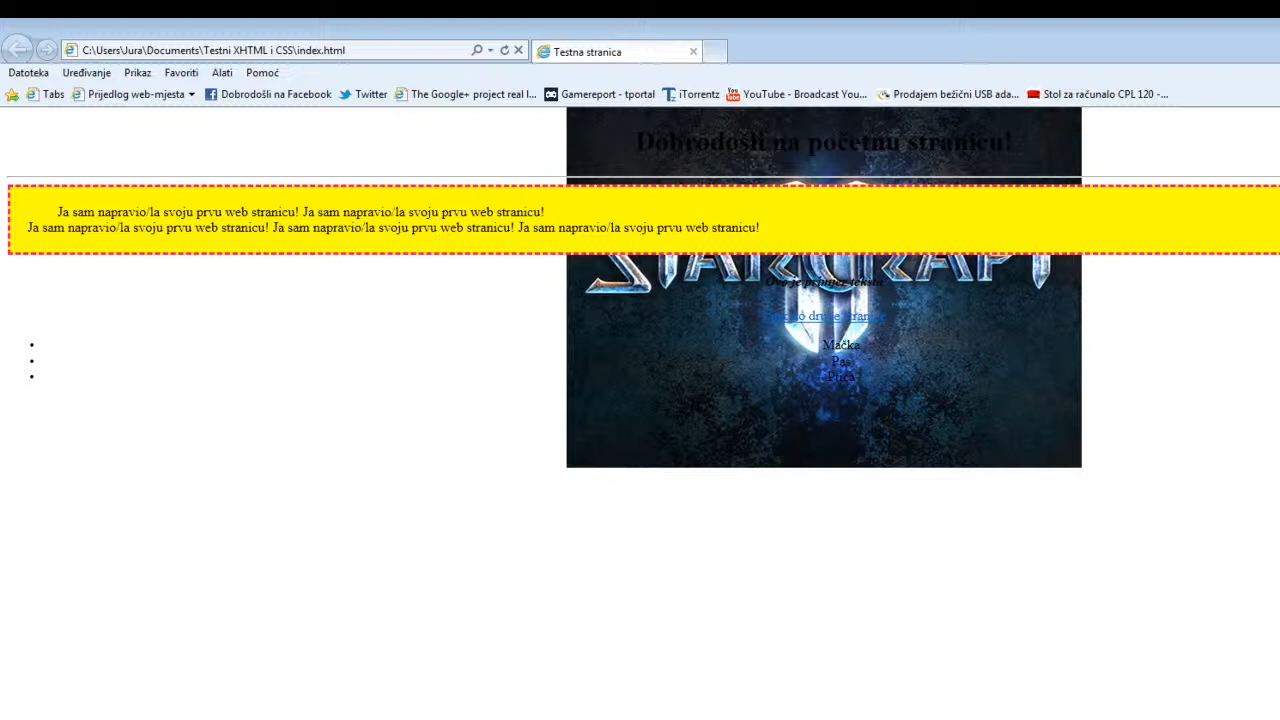 C:\Users\Jura\Documents\Testni XHTML i CSS\index.html
Testna stranica
Datoteka Uređivanje Prikaz Favoriti Alati Pomoć
Tabs Prijedlog web-mjesta Dobrodošli na Facebook Twitter The Google+ project real l... Gamereport - tportal iTorrentz YouTube - Broadcast You... Prodajem bežični USB ada... Stol za računalo CPL 120 -...
Dobrodošli na početnu stranicu!
Ja sam napravio/la svoju prvu web stranicu! Ja sam napravio/la svoju prvu web stranicu!
Ja sam napravio/la svoju prvu web stranicu! Ja sam napravio/la svoju prvu web stranicu! Ja sam napravio/la svoju prvu web stranicu!
STARCRAFT
Ovo je primjer teksta
do druge stranice
Mačka
Pas
Ptica